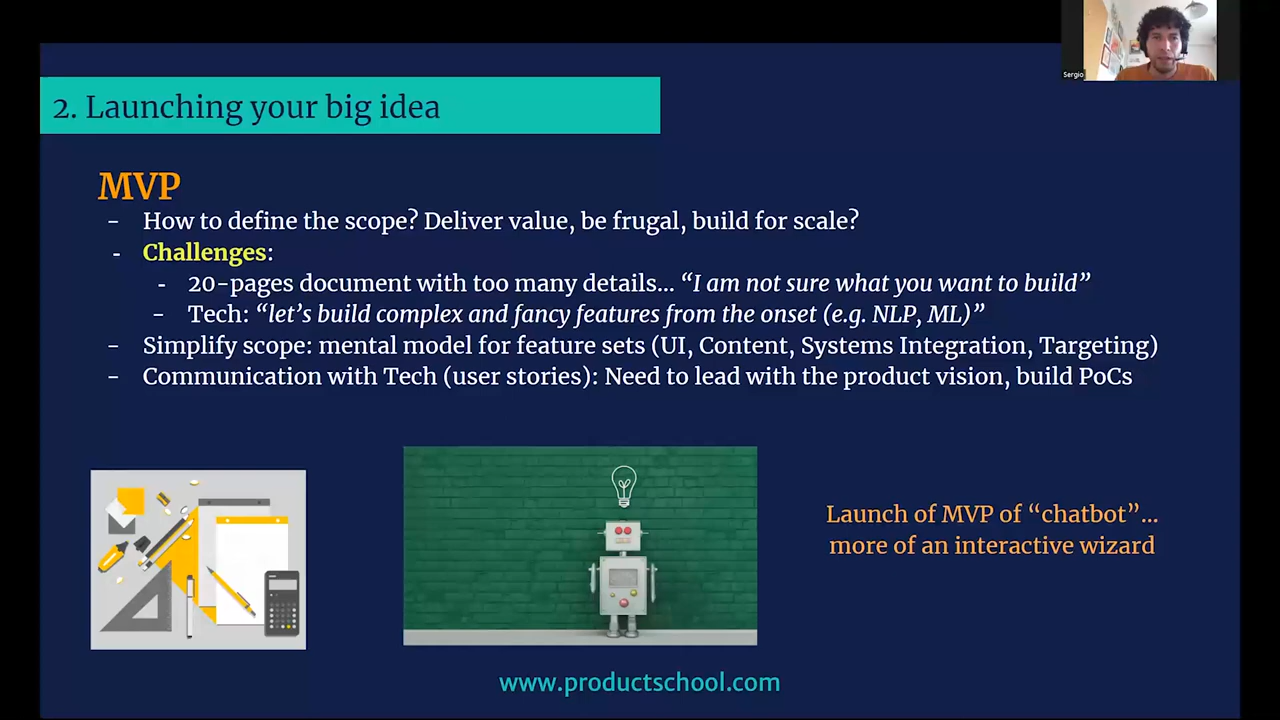 Sergio
2. Launching your big idea
MVP
- How to define the scope? Deliver value, be frugal, build for scale?
- Challenges:
- 20-pages document with too many details... “I am not sure what you want to build”
- Tech: “let’s build complex and fancy features from the onset (e.g. NLP, ML)”
- Simplify scope: mental model for feature sets (UI, Content, Systems Integration, Targeting)
- Communication with Tech (user stories): Need to lead with the product vision, build PoCs
Launch of MVP of “chatbot”...
more of an interactive wizard
www.productschool.com